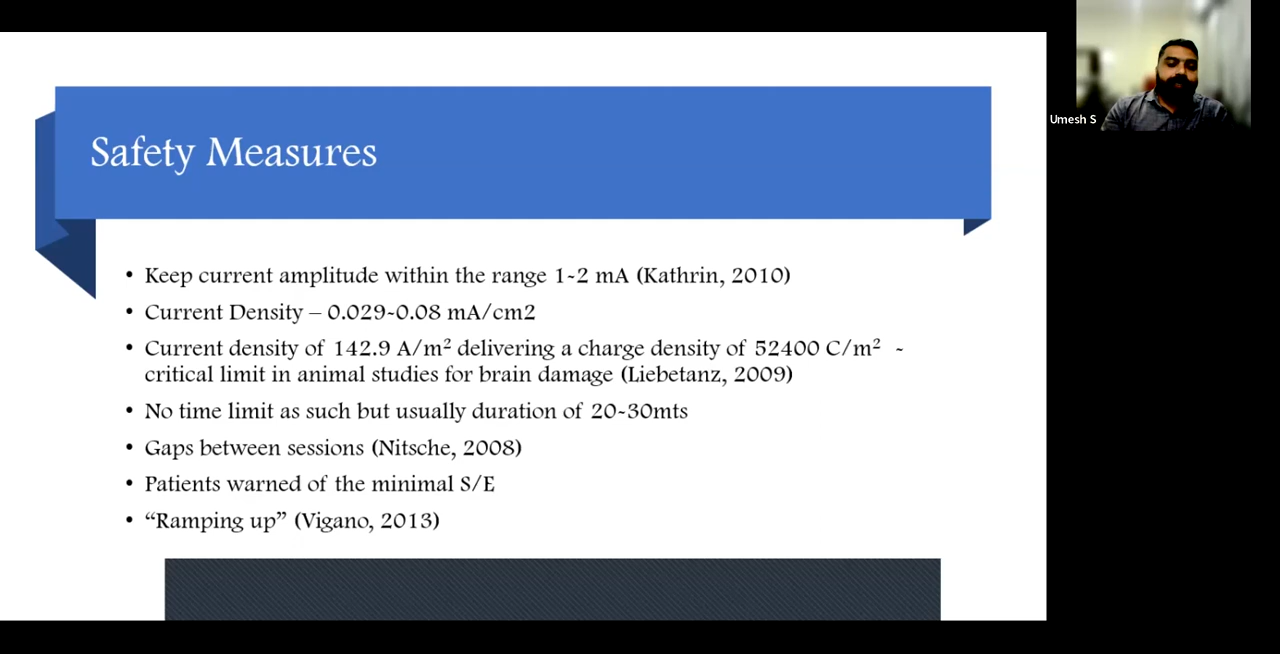 Safety Measures
• Keep current amplitude within the range 1-2 mA (Kathrin, 2010)
• Current Density – 0.029-0.08 mA/cm2
• Current density of 142.9 A/m² delivering a charge density of 52400 C/m² -
critical limit in animal studies for brain damage (Liebetanz, 2009)
• No time limit as such but usually duration of 20-30mts
• Gaps between sessions (Nitsche, 2008)
• Patients warned of the minimal S/E
• “Ramping up” (Vigano, 2013)
Umesh S